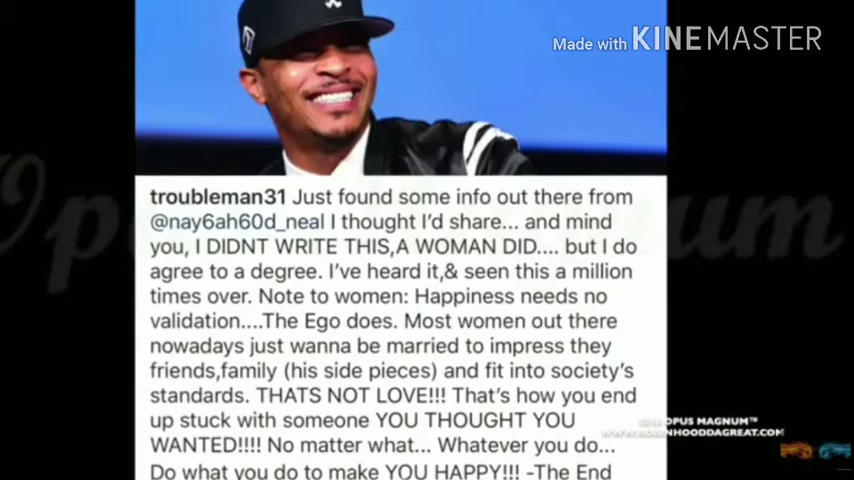 Made with KINEMASTER
troubleman31 Just found some info out there from
@nay6ah60d_neal I thought I'd share... and mind
you, I DIDNT WRITE THIS,A WOMAN DID.... but I do
agree to a degree. I've heard it,& seen this a million
times over. Note to women: Happiness needs no
validation....The Ego does. Most women out there
nowadays just wanna be married to impress they
friends,family (his side pieces) and fit into society's
standards. THATS NOT LOVE!!! That's how you end
up stuck with someone YOU THOUGHT YOU
WANTED!!!! No matter what... Whatever you do...
Do what you do to make YOU HAPPY!!! -The End
OPUS MAGNUM™